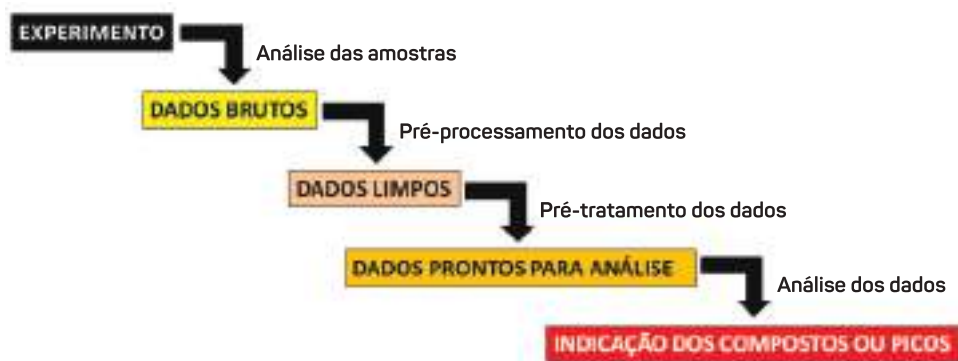 EXPERIMENTO
Análise das amostras
DADOS BRUTOS
Pré-processamento dos dados
DADOS LIMPOS
Pré-tratamento dos dados
DADOS PRONTOS PARA ANÁLISE
Análise dos dados
INDICAÇÃO DOS COMPOSTOS OU PICOS